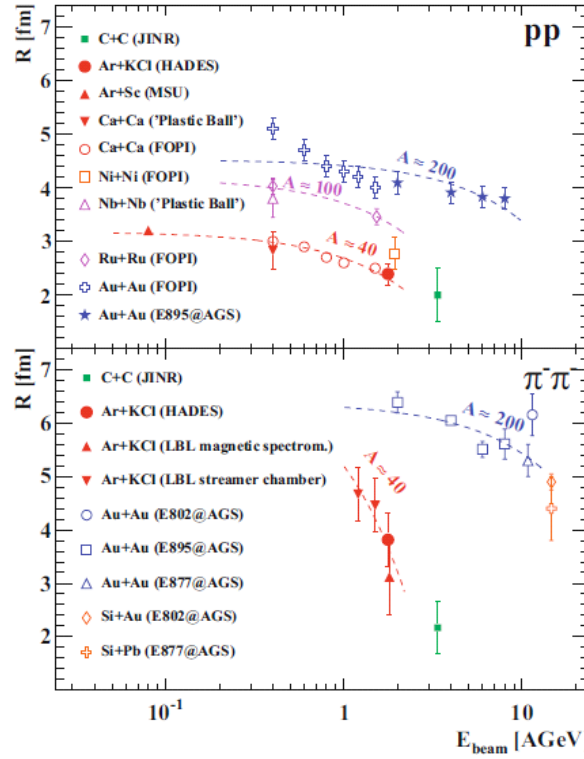 R [fm]
7
6
5
4
3
2
pp
C+C (JINR)
Ar+KCl (HADES)
Ar+Sc (MSU)
Ca+Ca ('Plastic Ball')
Ca+Ca (FOPI)
Ni+Ni (FOPI)
Nb+Nb ('Plastic Ball')
Ru+Ru (FOPI)
Au+Au (FOPI)
Au+Au (E895@AGS)
A ≈ 200
A ≈ 100
A ≈ 40
R [fm]
7
6
5
4
3
2
π⁻π⁻
C+C (JINR)
Ar+KCl (HADES)
Ar+KCl (LBL magnetic spectrom.)
Ar+KCl (LBL streamer chamber)
Au+Au (E802@AGS)
Au+Au (E895@AGS)
Au+Au (E877@AGS)
Si+Au (E802@AGS)
Si+Pb (E877@AGS)
A ≈ 200
A ≈ 40
10⁻¹ 1 10
E_beam [AGeV]